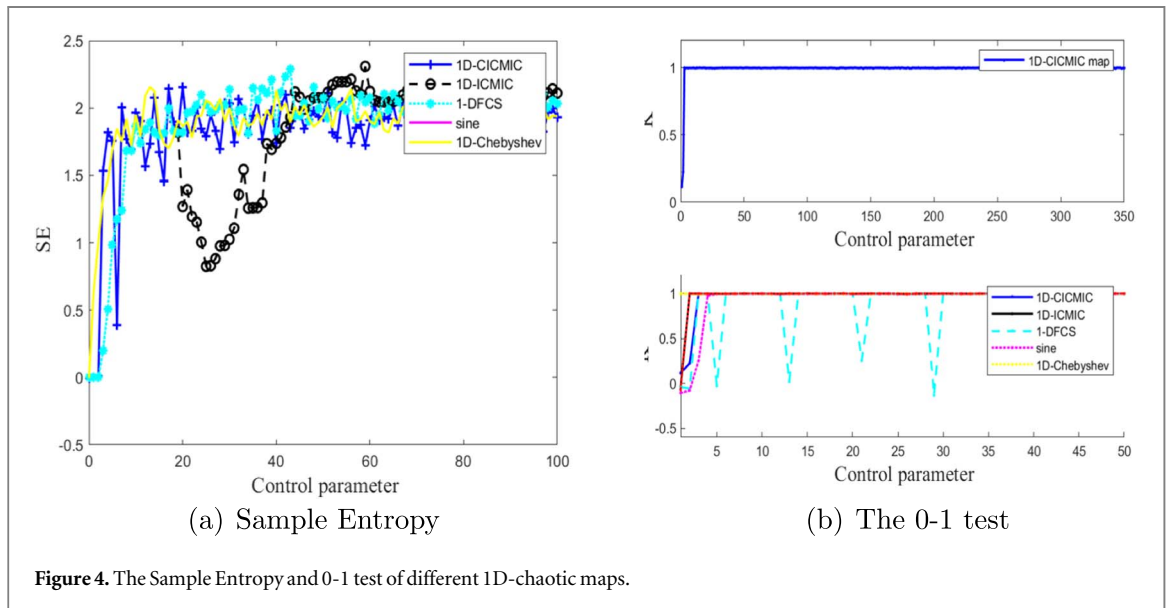 2.5
2
1.5
1
0.5
0
-0.5
SE
0 20 40 60 80 100
Control parameter
1D-CICMIC
1D-ICMIC
1-DFCS
sine
1D-Chebyshev
(a) Sample Entropy
1
0.5
0
0 50 100 150 200 250 300 350
Control parameter
1D-CICMIC map
1
0.5
0
-0.5
5 10 15 20 25 30 35 40 45 50
Control parameter
1D-CICMIC
1D-ICMIC
1-DFCS
sine
1D-Chebyshev
(b) The 0-1 test
Figure 4. The Sample Entropy and 0-1 test of different 1D-chaotic maps.